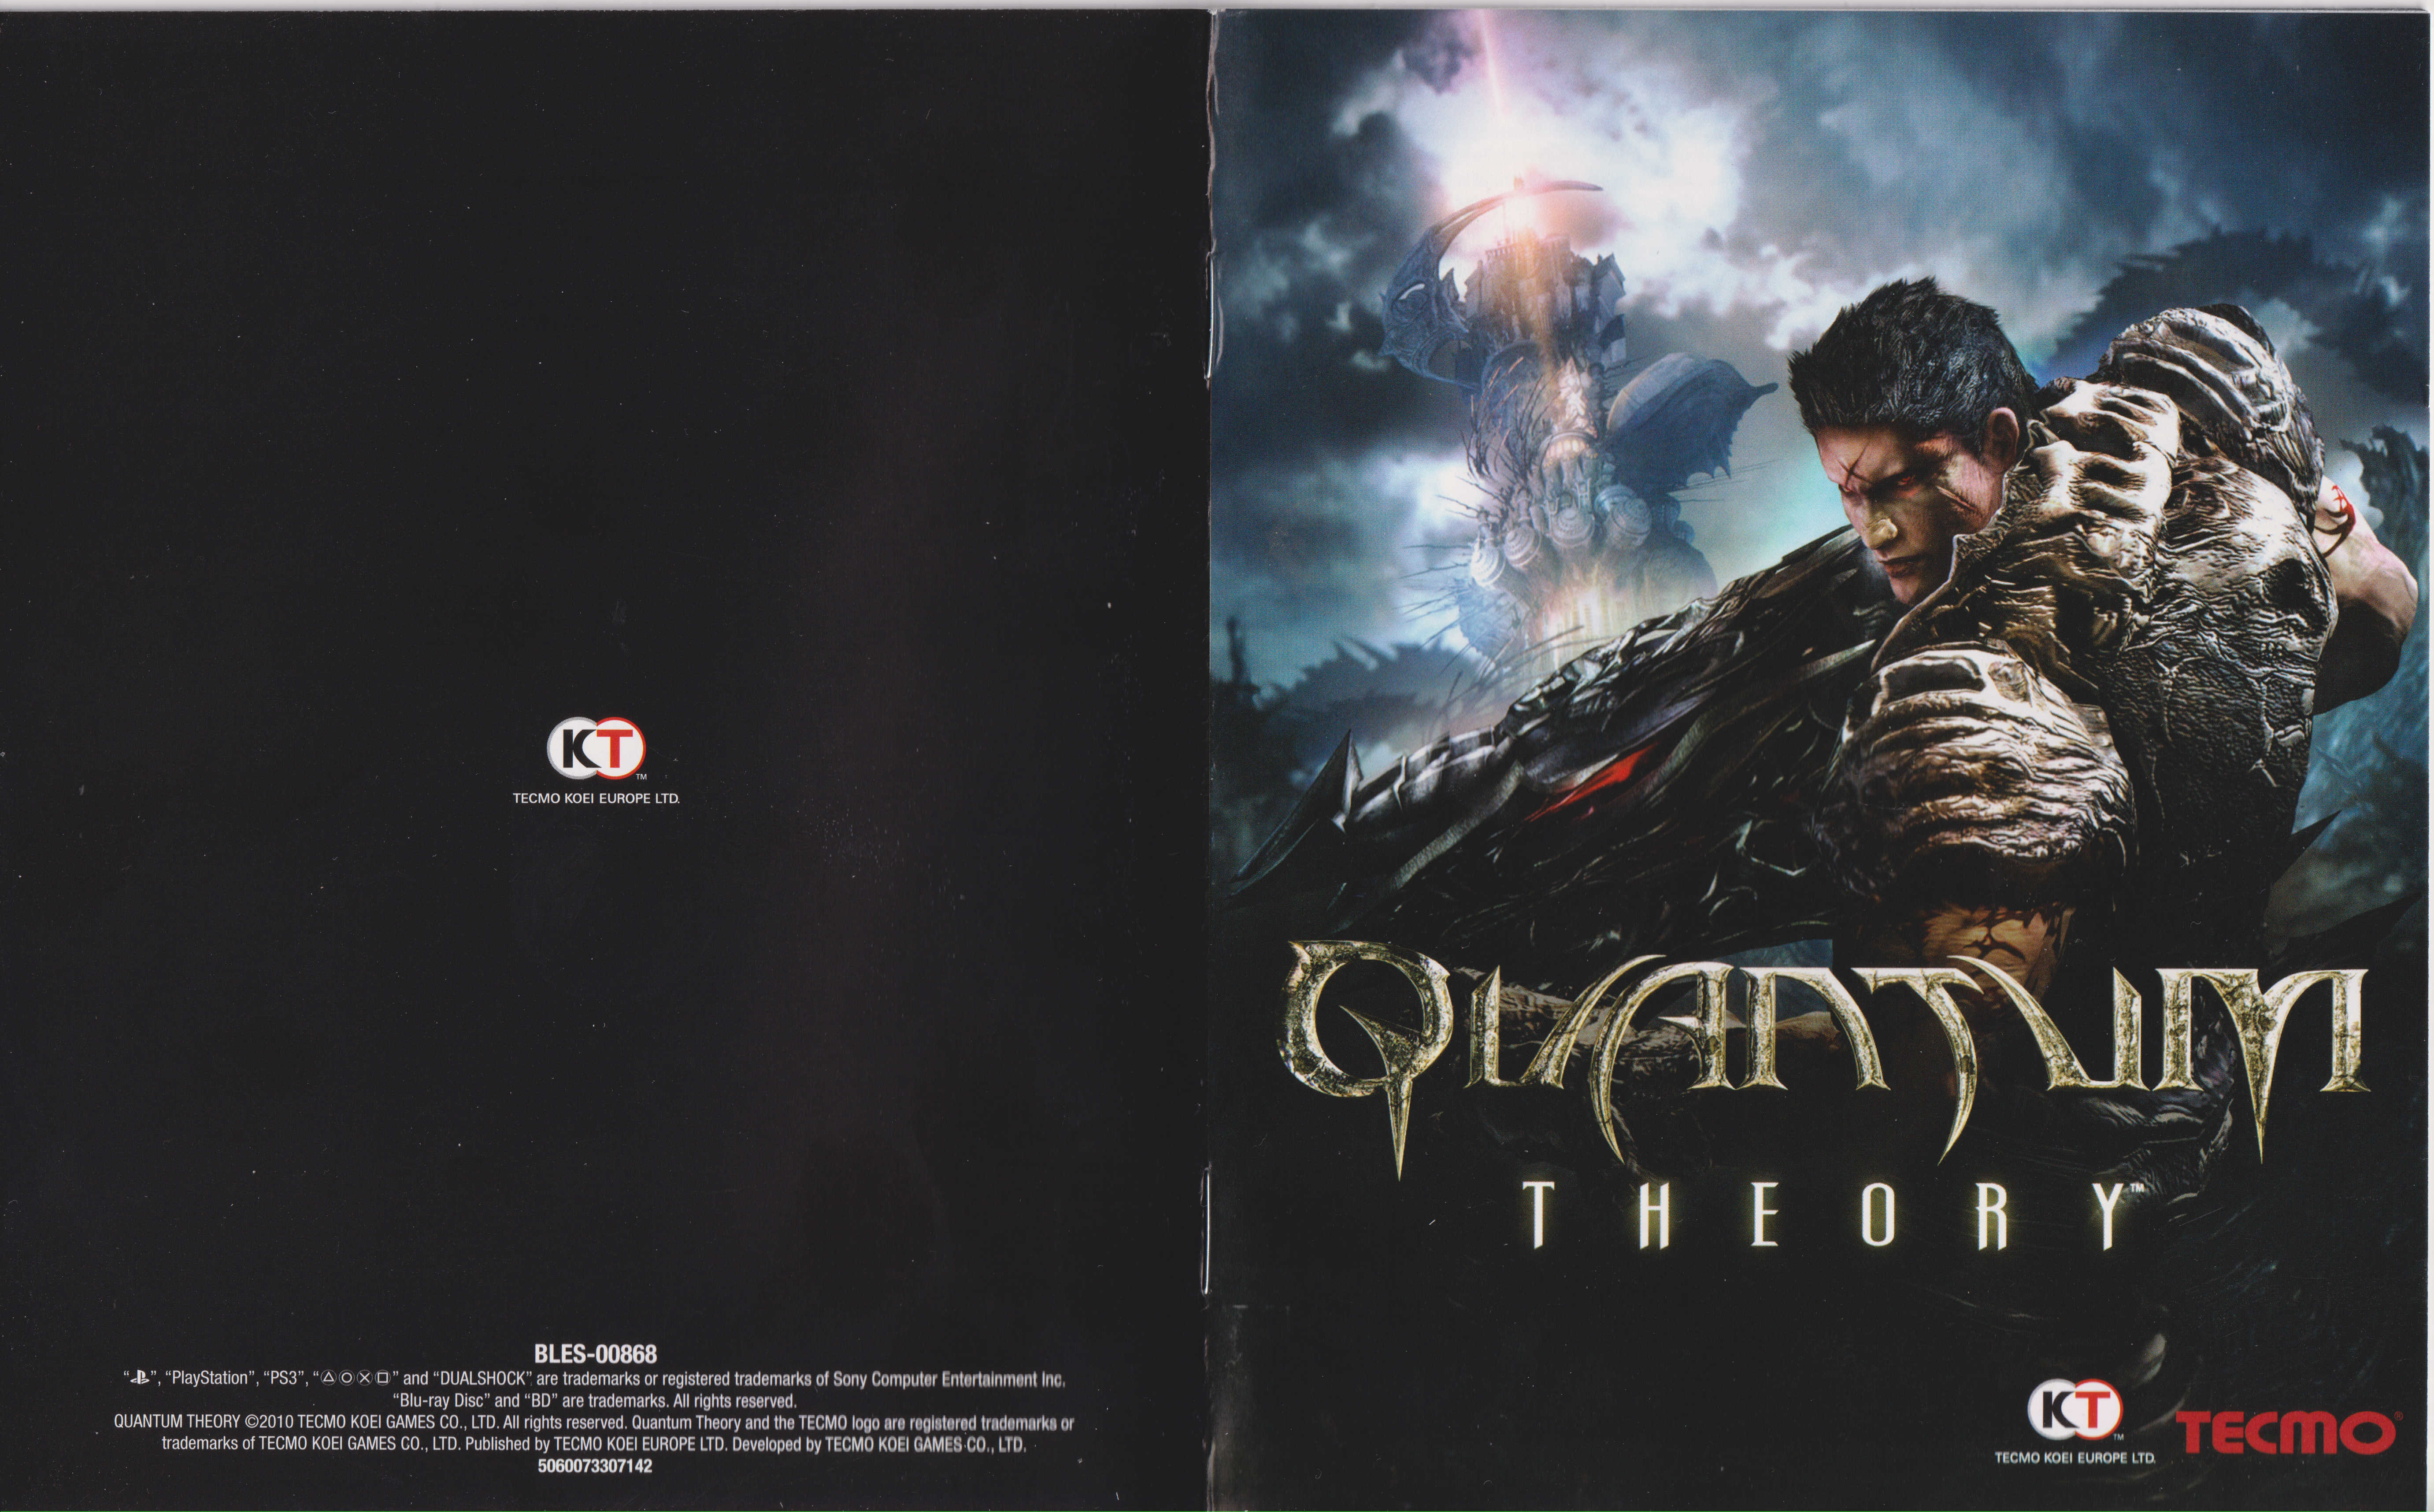 KT
TM
TECMO KOEI EUROPE LTD.
BLES-00868
“”, “PlayStation”, “PS3”, “△○✕□” and “DUALSHOCK” are trademarks or registered trademarks of Sony Computer Entertainment Inc.
“Blu-ray Disc” and “BD” are trademarks. All rights reserved.
QUANTUM THEORY ©2010 TECMO KOEI GAMES CO., LTD. All rights reserved. Quantum Theory and the TECMO logo are registered trademarks or
trademarks of TECMO KOEI GAMES CO., LTD. Published by TECMO KOEI EUROPE LTD. Developed by TECMO KOEI GAMES CO., LTD.
5060073307142
QUANTUM
THEORY™
KT
TM
TECMO KOEI EUROPE LTD.
TECMO®